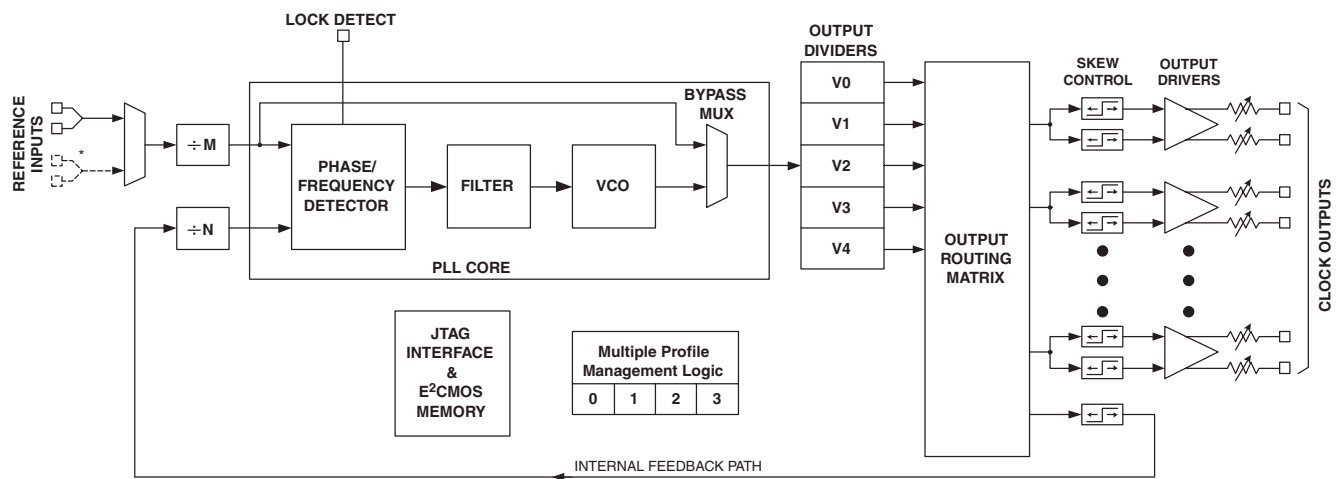 LOCK DETECT
OUTPUT
DIVIDERS
SKEW
CONTROL
OUTPUT
DRIVERS
REFERENCE
INPUTS
*
÷M
÷N
PHASE/
FREQUENCY
DETECTOR
FILTER
VCO
BYPASS
MUX
PLL CORE
V0
V1
V2
V3
V4
OUTPUT
ROUTING
MATRIX
CLOCK OUTPUTS
JTAG
INTERFACE
&
E²CMOS
MEMORY
Multiple Profile
Management Logic
0 1 2 3
INTERNAL FEEDBACK PATH